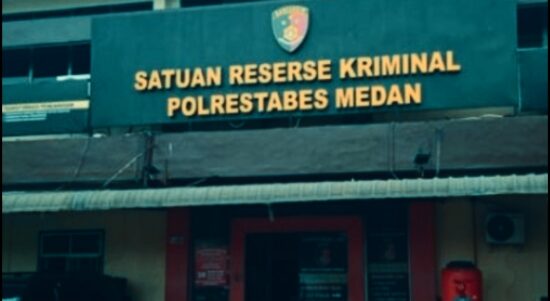 SATUAN RESERSE KRIMINAL
POLRESTABES MEDAN